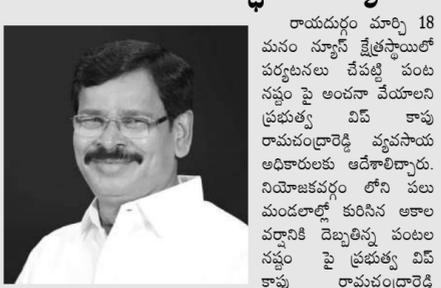 రాయదుర్గం మార్చి 18
మనం న్యూస్ క్షేత్రస్థాయిలో
పర్యటనలు చేపట్టి పంట
నష్టం పై అంచనా వేయాలని
ప్రభుత్వ విప్ కాపు
రామచంద్రారెడ్డి వ్యవసాయ
అధికారులకు ఆదేశాలిచ్చారు.
నియోజకవర్గం లోని పలు
మండలాల్లో కురిసిన అకాల
వర్షానికి దెబ్బతిన్న పంటల
నష్టం పై ప్రభుత్వ విప్
కాపు రామచంద్రారెడ్డి